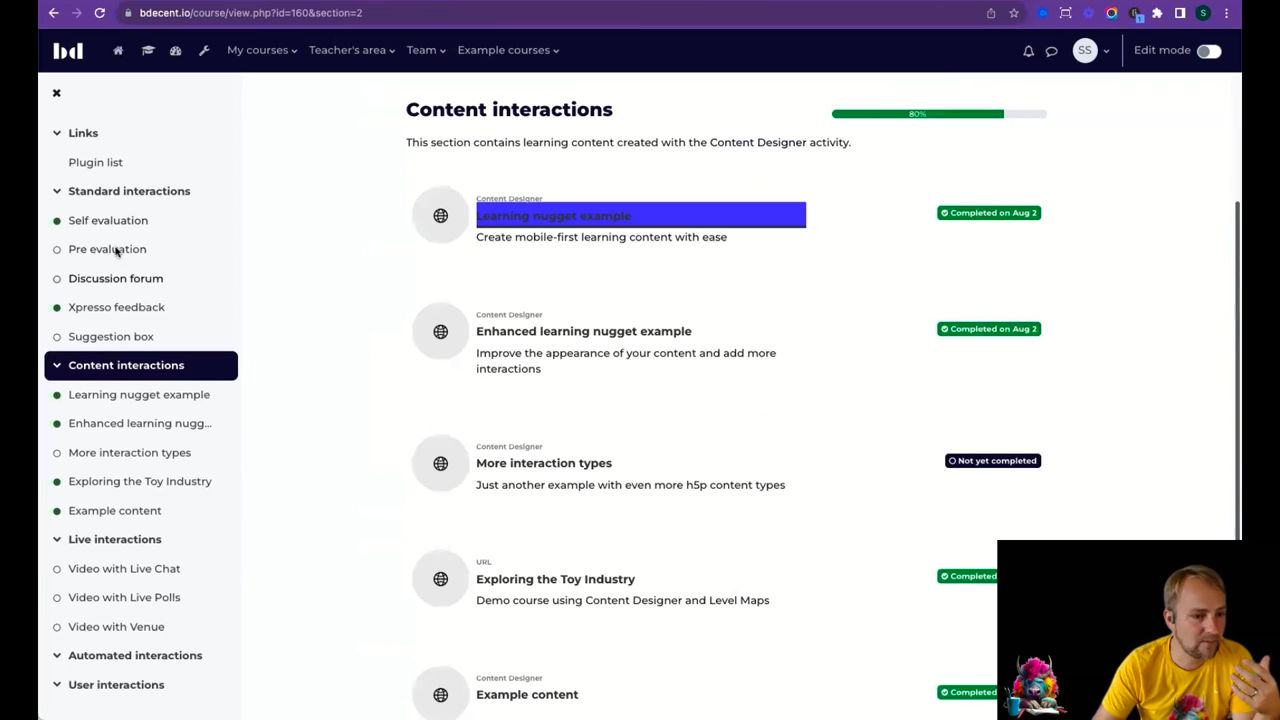 bdecent.io/course/view.php?id=160&section=2
S
bd
My courses
Teacher's area
Team
Example courses
SS
Edit mode
Links
Plugin list
Standard interactions
Self evaluation
Pre evaluation
Discussion forum
Xpresso feedback
Suggestion box
Content interactions
Learning nugget example
Enhanced learning nugg...
More interaction types
Exploring the Toy Industry
Example content
Live interactions
Video with Live Chat
Video with Live Polls
Video with Venue
Automated interactions
User interactions
Content interactions
80%
This section contains learning content created with the Content Designer activity.
Content Designer
Learning nugget example
Completed on Aug 2
Create mobile-first learning content with ease
Content Designer
Enhanced learning nugget example
Completed on Aug 2
Improve the appearance of your content and add more
interactions
Content Designer
More interaction types
Not yet completed
Just another example with even more h5p content types
URL
Exploring the Toy Industry
Completed
Demo course using Content Designer and Level Maps
Content Designer
Example content
Completed